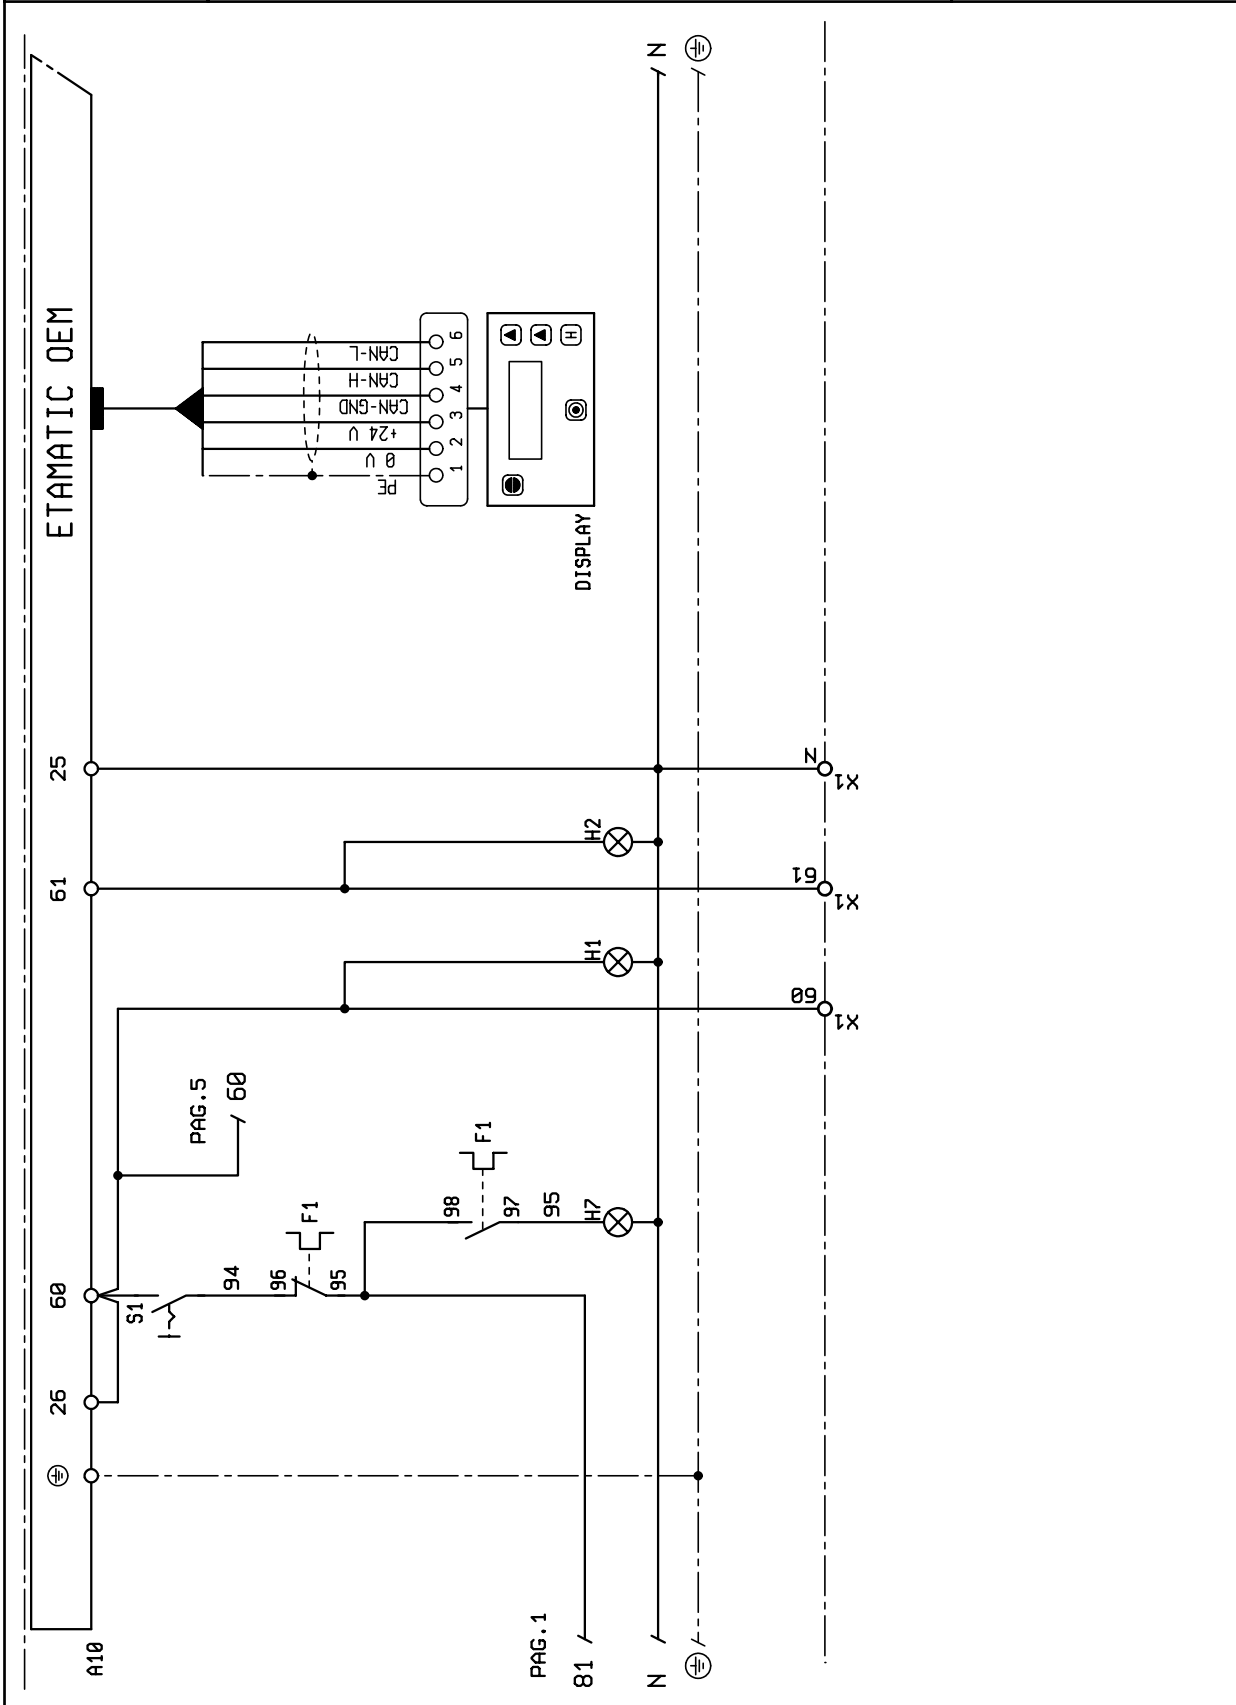 A10
ETAMATIC OEM
26
60
61
25
S1
94
96
95
F1
98
97
95
F1
H7
PAG.5
60
H1
H2
PE
0 V
+24 V
CAN-GND
CAN-H
CAN-L
1
2
3
4
5
6
H
DISPLAY
PAG.1
81
N
N
60
X1
61
X1
N
X1